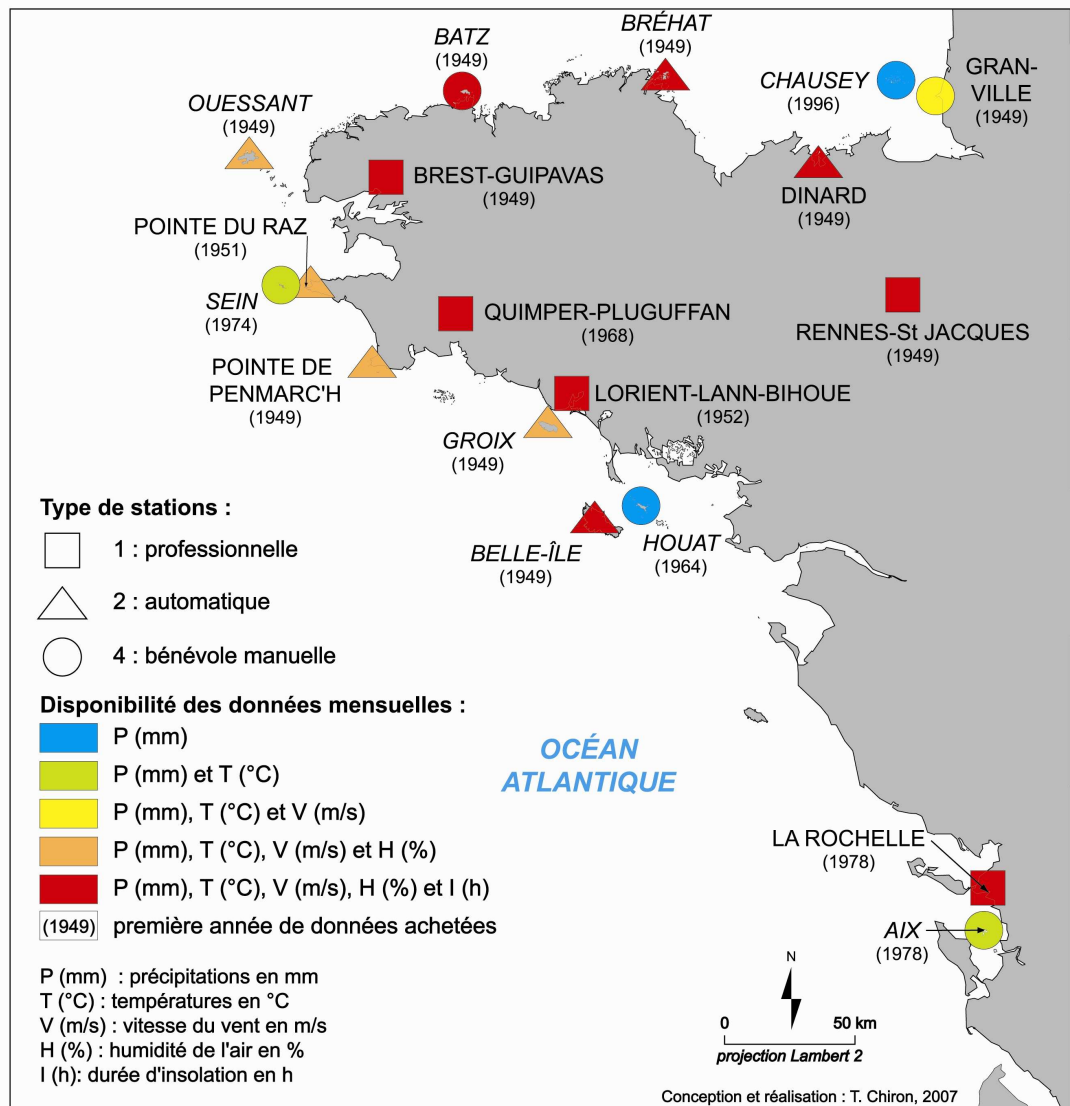 BATZ
(1949)
BRÉHAT
(1949)
CHAUSEY
(1996)
GRAN-
VILLE
(1949)
OUESSANT
(1949)
BREST-GUIPAVAS
(1949)
DINARD
(1949)
POINTE DU RAZ
(1951)
SEIN
(1974)
QUIMPER-PLUGUFFAN
(1968)
RENNES-St JACQUES
(1949)
POINTE DE
PENMARC'H
(1949)
LORIENT-LANN-BIHOUE
(1952)
GROIX
(1949)
BELLE-ÎLE
(1949)
HOUAT
(1964)
Type de stations :
1 : professionnelle
2 : automatique
4 : bénévole manuelle
Disponibilité des données mensuelles :
P (mm)
P (mm) et T (°C)
P (mm), T (°C) et V (m/s)
P (mm), T (°C), V (m/s) et H (%)
P (mm), T (°C), V (m/s), H (%) et I (h)
(1949) première année de données achetées
P (mm) : précipitations en mm
T (°C) : températures en °C
V (m/s) : vitesse du vent en m/s
H (%) : humidité de l'air en %
I (h): durée d'insolation en h
OCÉAN
ATLANTIQUE
LA ROCHELLE
(1978)
AIX
(1978)
N
0 50 km
projection Lambert 2
Conception et réalisation : T. Chiron, 2007